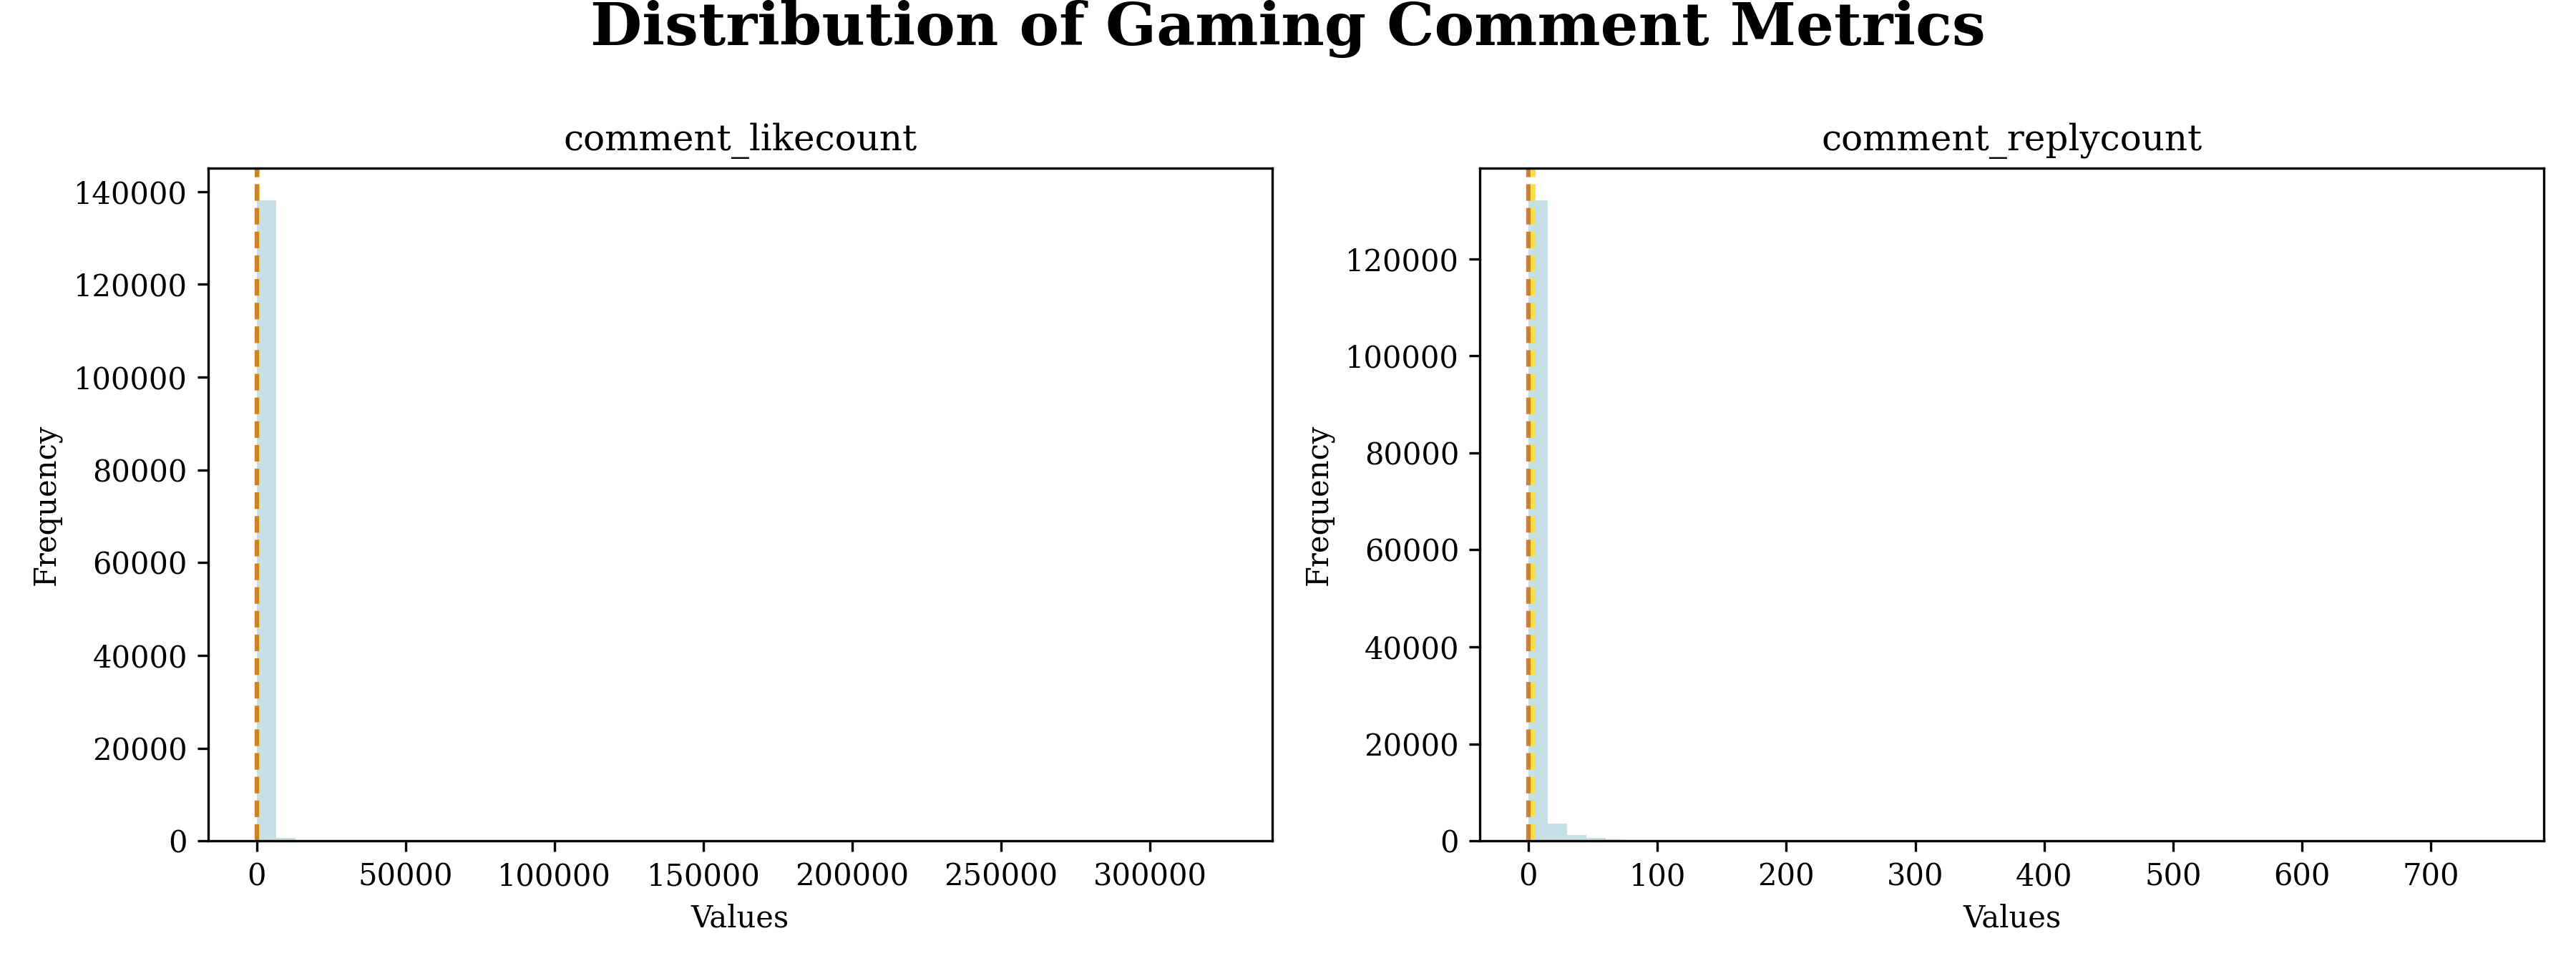 Distribution of Gaming Comment Metrics
comment_likecount
140000
120000
100000
80000
60000
40000
20000
0
Frequency
0 50000 100000 150000 200000 250000 300000
Values
comment_replycount
120000
100000
80000
60000
40000
20000
0
Frequency
0 100 200 300 400 500 600 700
Values